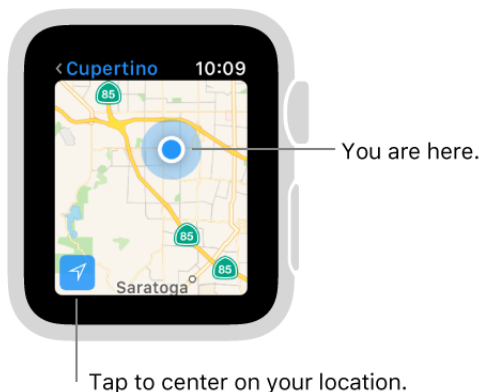 <Cupertino 10:09
85
You are here.
85
85
Saratoga
Tap to center on your location.